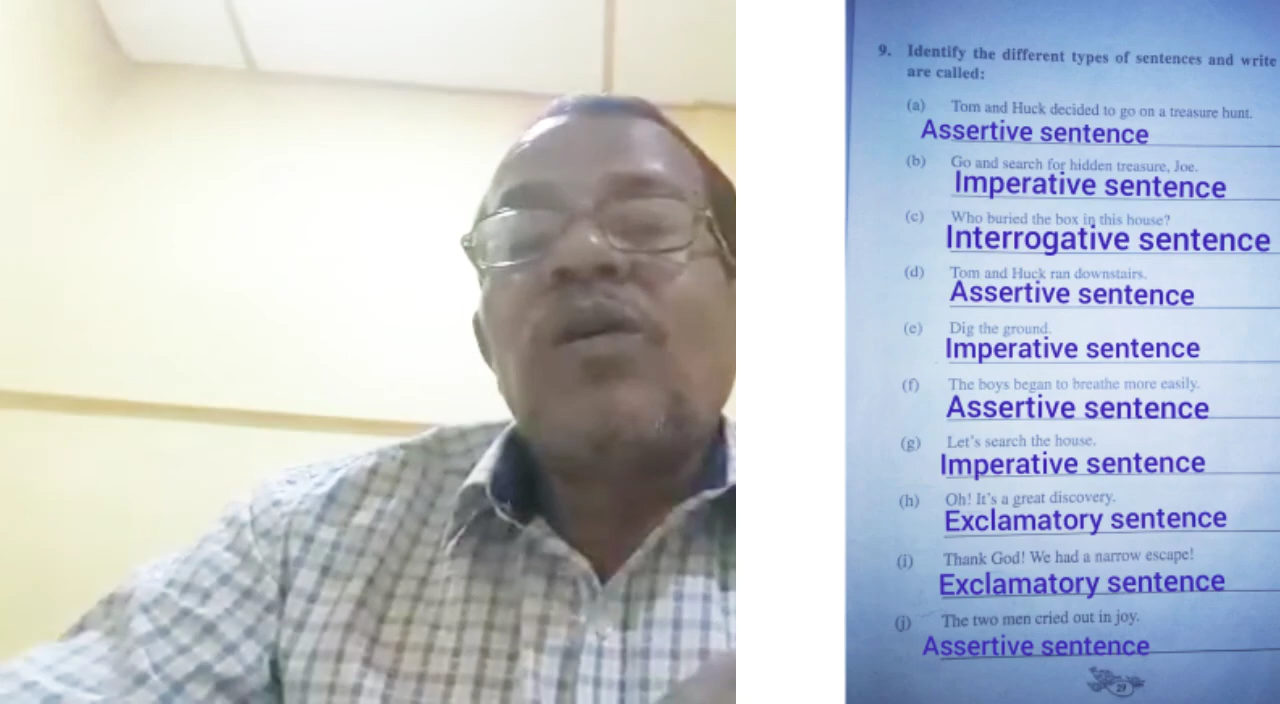 9. Identify the different types of sentences and write
are called:
(a) Tom and Huck decided to go on a treasure hunt.
Assertive sentence
(b) Go and search for hidden treasure, Joe.
Imperative sentence
(c) Who buried the box in this house?
Interrogative sentence
(d) Tom and Huck ran downstairs.
Assertive sentence
(e) Dig the ground.
Imperative sentence
(f) The boys began to breathe more easily.
Assertive sentence
(g) Let's search the house.
Imperative sentence
(h) Oh! It's a great discovery.
Exclamatory sentence
(i) Thank God! We had a narrow escape!
Exclamatory sentence
(j) The two men cried out in joy.
Assertive sentence
29